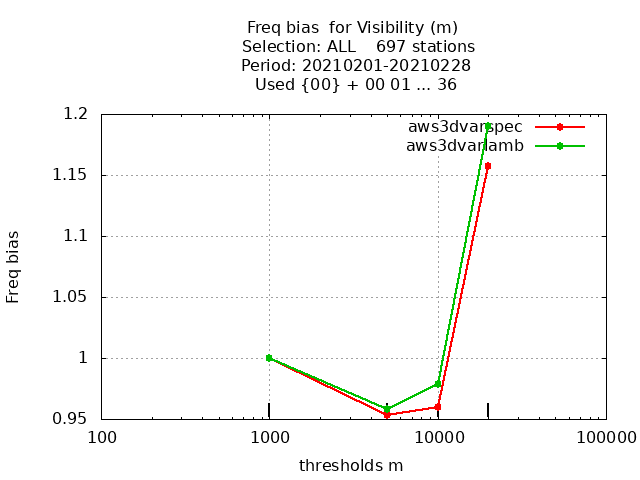 Freq bias  for Visibility (m)
Selection: ALL    697 stations
Period: 20210201-20210228
Used {00} + 00 01 ... 36
1.2
aws3dvarspec
aws3dvarlamb
1.15
1.1
Freq bias
1.05
1
0.95
100 1000 10000 100000
thresholds m